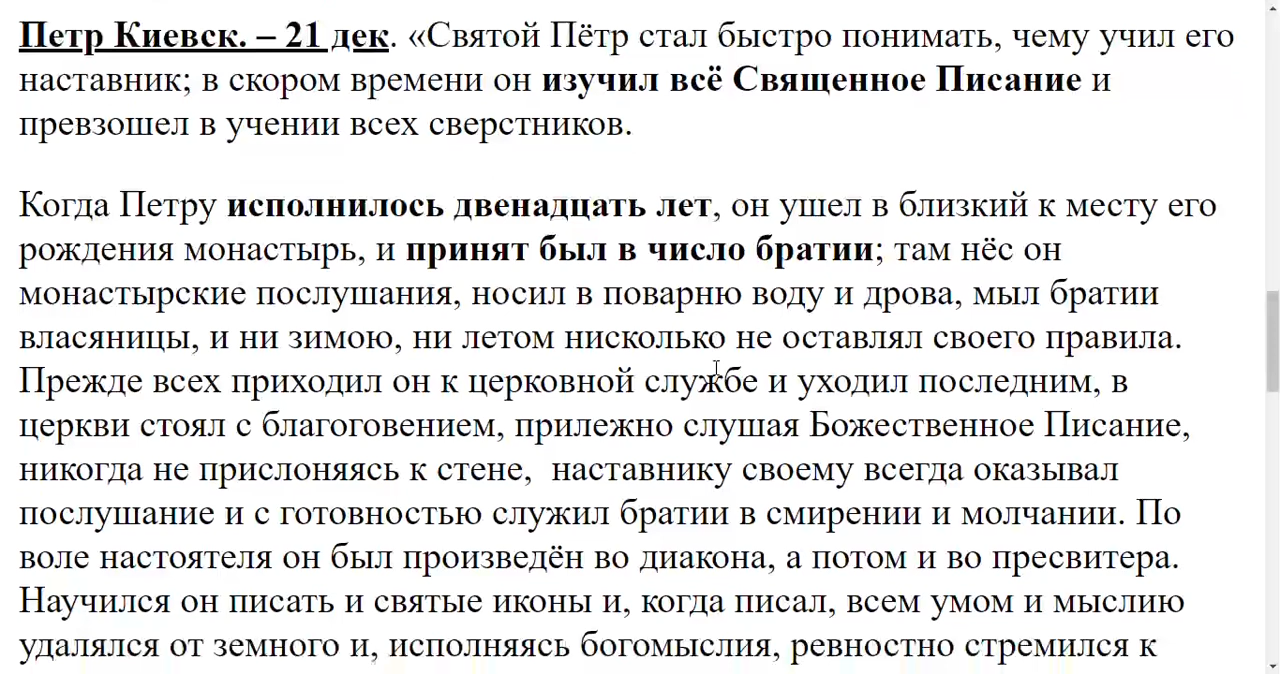 Петр Киевск. – 21 дек. «Святой Пётр стал быстро понимать, чему учил его
наставник; в скором времени он изучил всё Священное Писание и
превзошел в учении всех сверстников.
Когда Петру исполнилось двенадцать лет, он ушел в близкий к месту его
рождения монастырь, и принят был в число братии; там нёс он
монастырские послушания, носил в поварню воду и дрова, мыл братии
власяницы, и ни зимою, ни летом нисколько не оставлял своего правила.
Прежде всех приходил он к церковной службе и уходил последним, в
церкви стоял с благоговением, прилежно слушая Божественное Писание,
никогда не прислоняясь к стене,  наставнику своему всегда оказывал
послушание и с готовностью служил братии в смирении и молчании. По
воле настоятеля он был произведён во диакона, а потом и во пресвитера.
Научился он писать и святые иконы и, когда писал, всем умом и мыслию
удалялся от земного и, исполняясь богомыслия, ревностно стремился к